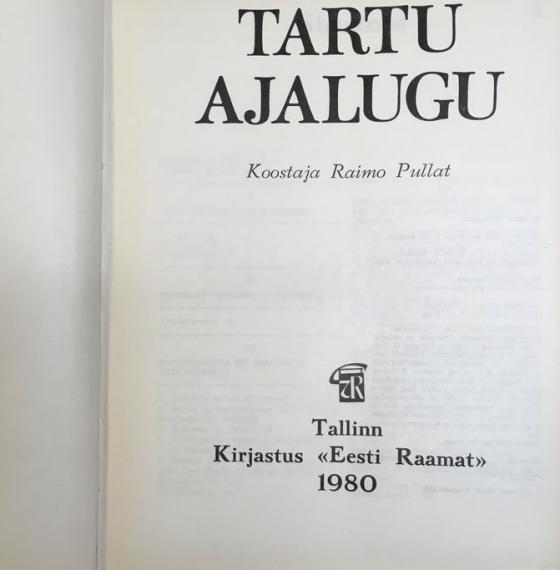 TARTU
AJALUGU
Koostaja Raimo Pullat
Tallinn
Kirjastus «Eesti Raamat»
1980